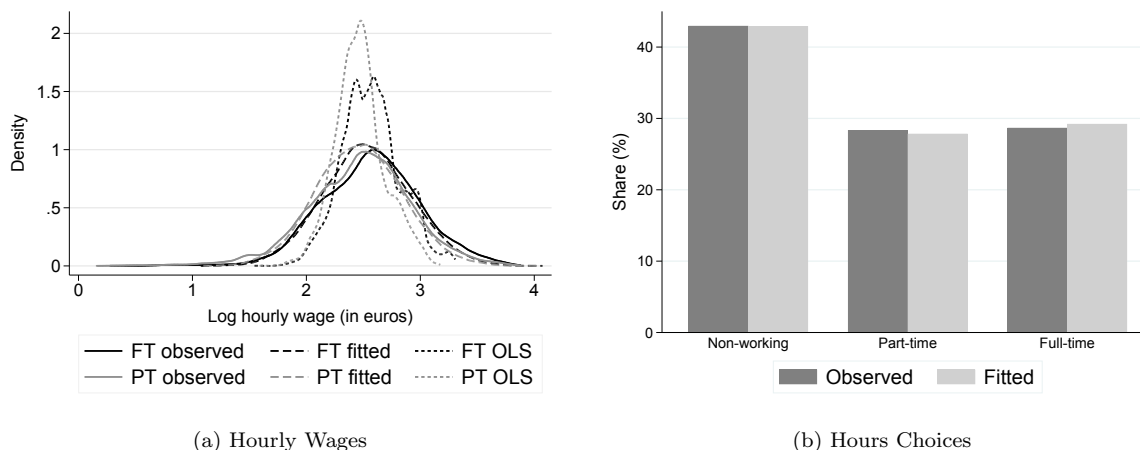 2
1.5
1
.5
0
Density
0 1 2 3 4
Log hourly wage (in euros)
FT observed FT fitted FT OLS
PT observed PT fitted PT OLS
(a) Hourly Wages
40
30
20
10
0
Share (%)
Non-working Part-time Full-time
Observed Fitted
(b) Hours Choices